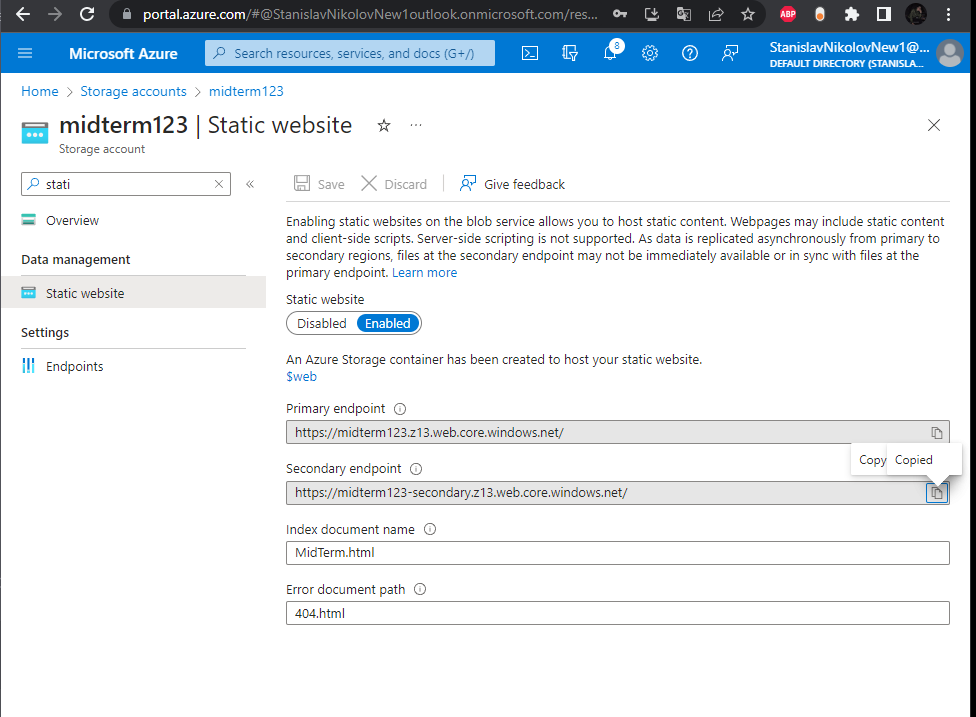 portal.azure.com/#@StanislavNikolovNew1outlook.onmicrosoft.com/res...
ABP
Microsoft Azure
Search resources, services, and docs (G+/)
8
StanislavNikolovNew1@...
DEFAULT DIRECTORY (STANISLA...
Home > Storage accounts > midterm123
midterm123 | Static website
...
Storage account
stati
«
Save
Discard
Give feedback
Overview
Data management
Static website
Settings
Endpoints
Enabling static websites on the blob service allows you to host static content. Webpages may include static content
and client-side scripts. Server-side scripting is not supported. As data is replicated asynchronously from primary to
secondary regions, files at the secondary endpoint may not be immediately available or in sync with files at the
primary endpoint. Learn more
Static website
Disabled Enabled
An Azure Storage container has been created to host your static website.
$web
Primary endpoint
https://midterm123.z13.web.core.windows.net/
Copy Copied
Secondary endpoint
https://midterm123-secondary.z13.web.core.windows.net/
Index document name
MidTerm.html
Error document path
404.html